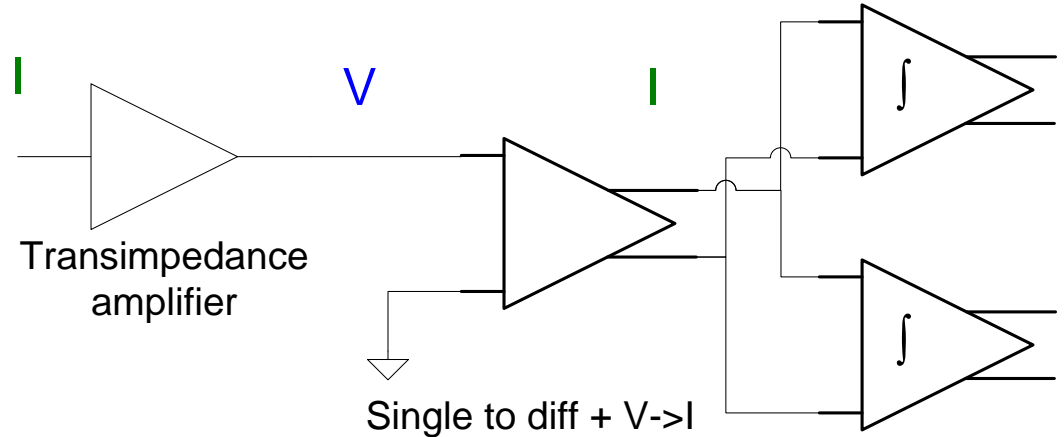 I
V
I
∫
Transimpedance
amplifier
∫
Single to diff + V->I